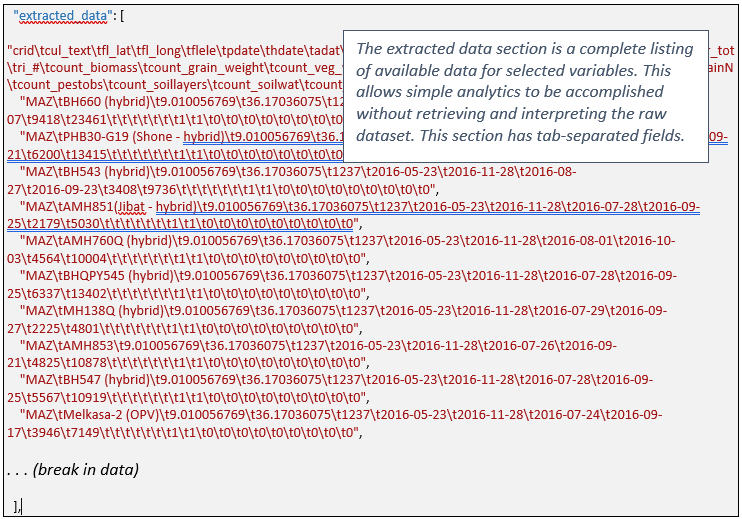 "extracted_data": [
"crid\tcul_text\tfl_lat\tfl_long\tflele\tpdate\thdate\tadat\t r_tot
\tri_#\tcount_biomass\tcount_grain_weight\tcount_veg_ ainN
\tcount_pestobs\tcount_soillayers\tcount_soilwat\tcount
The extracted data section is a complete listing
of available data for selected variables. This
allows simple analytics to be accomplished
without retrieving and interpreting the raw
dataset. This section has tab-separated fields.
"MAZ\tBH660 (hybrid)\t9.010056769\t36.17036075\t12
07\t9418\t23461\t\t\t\t\t\t\t1\t1\t0\t0\t0\t0\t0\t0\t0\t0
"MAZ\tPHB30-G19 (Shone - hybrid)\t9.010056769\t36.1 09-
21\t6200\t13415\t\t\t\t\t\t\t1\t1\t0\t0\t0\t0\t0\t0\t0\t0
"MAZ\tBH543 (hybrid)\t9.010056769\t36.17036075\t1237\t2016-05-23\t2016-11-28\t2016-08-
27\t2016-09-23\t3408\t9736\t\t\t\t\t\t\t1\t1\t0\t0\t0\t0\t0\t0\t0\t0\t0",
"MAZ\tAMH851(Jibat - hybrid)\t9.010056769\t36.17036075\t1237\t2016-05-23\t2016-11-28\t2016-07-28\t2016-09-
25\t2179\t5030\t\t\t\t\t\t\t1\t1\t0\t0\t0\t0\t0\t0\t0\t0\t0",
"MAZ\tAMH760Q (hybrid)\t9.010056769\t36.17036075\t1237\t2016-05-23\t2016-11-28\t2016-08-01\t2016-10-
03\t4564\t10004\t\t\t\t\t\t\t1\t1\t0\t0\t0\t0\t0\t0\t0\t0\t0",
"MAZ\tBHQPY545 (hybrid)\t9.010056769\t36.17036075\t1237\t2016-05-23\t2016-11-28\t2016-07-28\t2016-09-
25\t6337\t13402\t\t\t\t\t\t\t1\t1\t0\t0\t0\t0\t0\t0\t0\t0\t0",
"MAZ\tMH138Q (hybrid)\t9.010056769\t36.17036075\t1237\t2016-05-23\t2016-11-28\t2016-07-29\t2016-09-
27\t2225\t4801\t\t\t\t\t\t\t1\t1\t0\t0\t0\t0\t0\t0\t0\t0\t0",
"MAZ\tAMH853\t9.010056769\t36.17036075\t1237\t2016-05-23\t2016-11-28\t2016-07-26\t2016-09-
21\t4825\t10878\t\t\t\t\t\t\t1\t1\t0\t0\t0\t0\t0\t0\t0\t0\t0",
"MAZ\tBH547 (hybrid)\t9.010056769\t36.17036075\t1237\t2016-05-23\t2016-11-28\t2016-07-28\t2016-09-
25\t5567\t10919\t\t\t\t\t\t\t1\t1\t0\t0\t0\t0\t0\t0\t0\t0\t0",
"MAZ\tMelkasa-2 (OPV)\t9.010056769\t36.17036075\t1237\t2016-05-23\t2016-11-28\t2016-07-24\t2016-09-
17\t3946\t7149\t\t\t\t\t\t\t1\t1\t0\t0\t0\t0\t0\t0\t0\t0\t0",
. . . (break in data)
],